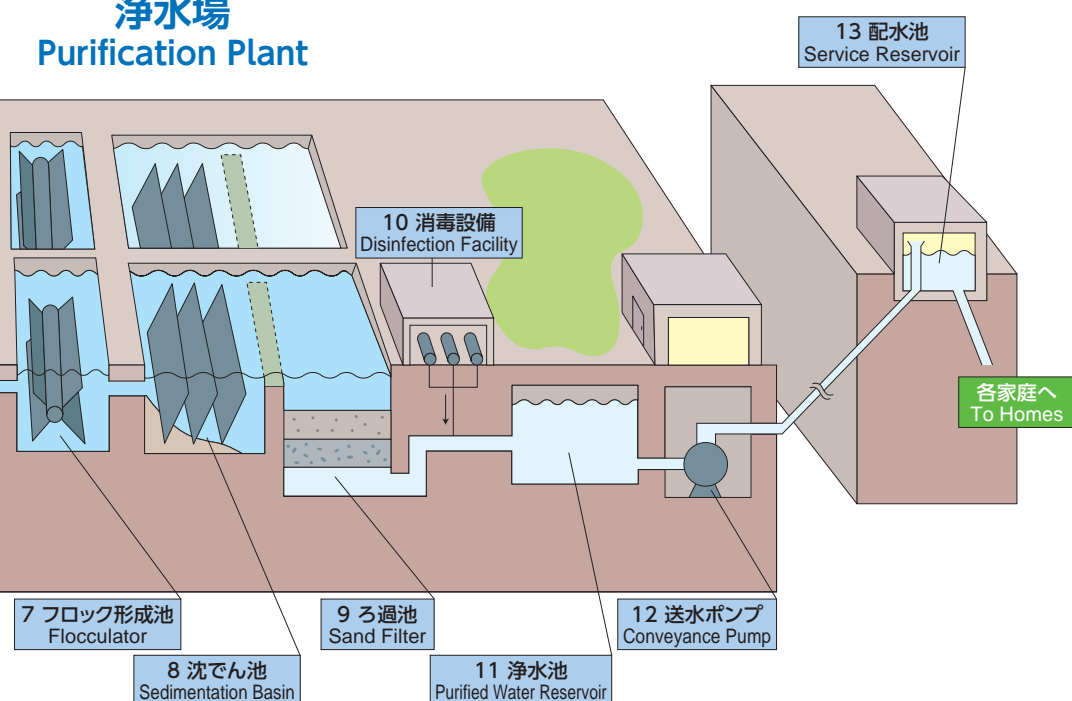 浄水場
Purification Plant
13 配水池
Service Reservoir
10 消毒設備
Disinfection Facility
各家庭へ
To Homes
7 フロック形成池
Flocculator
8 沈でん池
Sedimentation Basin
9 ろ過池
Sand Filter
11 浄水池
Purified Water Reservoir
12 送水ポンプ
Conveyance Pump